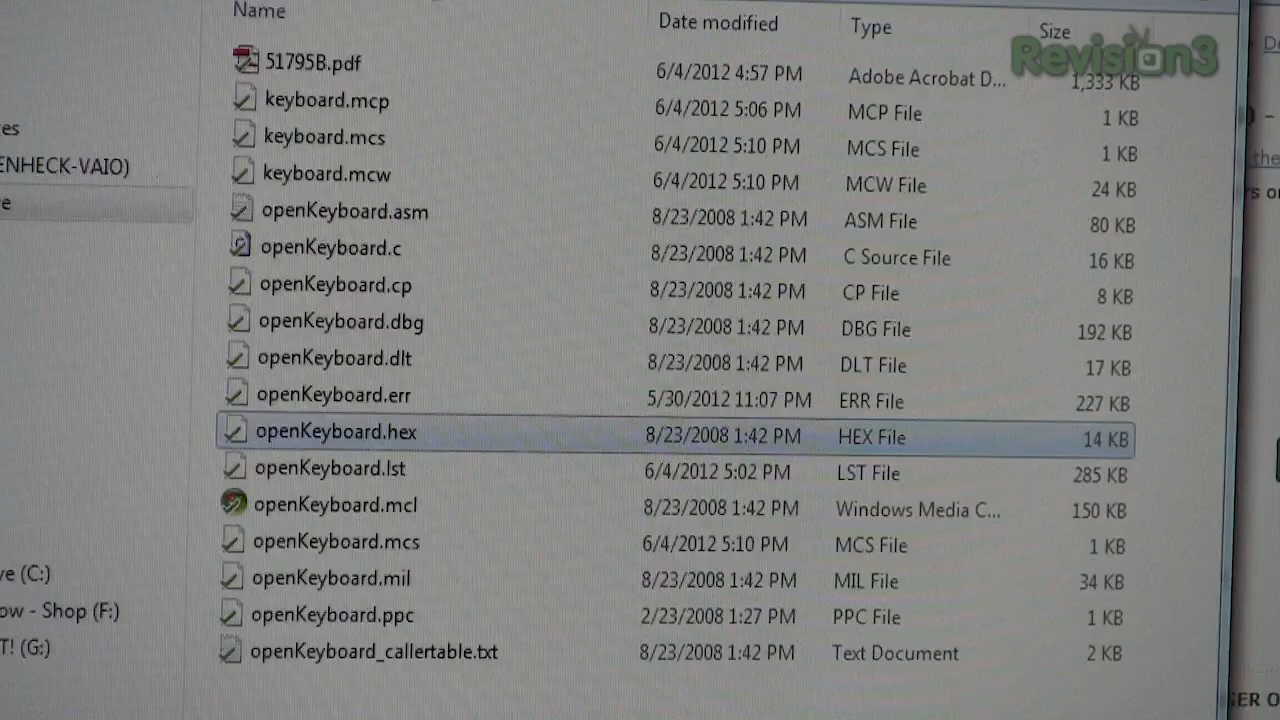 Name Date modified Type Size
Revision3
51795B.pdf 6/4/2012 4:57 PM Adobe Acrobat D... 1,333 KB
keyboard.mcp 6/4/2012 5:06 PM MCP File 1 KB
keyboard.mcs 6/4/2012 5:10 PM MCS File 1 KB
keyboard.mcw 6/4/2012 5:10 PM MCW File 24 KB
openKeyboard.asm 8/23/2008 1:42 PM ASM File 80 KB
openKeyboard.c 8/23/2008 1:42 PM C Source File 16 KB
openKeyboard.cp 8/23/2008 1:42 PM CP File 8 KB
openKeyboard.dbg 8/23/2008 1:42 PM DBG File 192 KB
openKeyboard.dlt 8/23/2008 1:42 PM DLT File 17 KB
openKeyboard.err 5/30/2012 11:07 PM ERR File 227 KB
openKeyboard.hex 8/23/2008 1:42 PM HEX File 14 KB
openKeyboard.lst 6/4/2012 5:02 PM LST File 285 KB
openKeyboard.mcl 8/23/2008 1:42 PM Windows Media C... 150 KB
openKeyboard.mcs 6/4/2012 5:10 PM MCS File 1 KB
openKeyboard.mil 8/23/2008 1:42 PM MIL File 34 KB
openKeyboard.ppc 2/23/2008 1:27 PM PPC File 1 KB
openKeyboard_callertable.txt 8/23/2008 1:42 PM Text Document 2 KB
es
ENHECK-VAIO)
e
ve (C:)
ow - Shop (F:)
T! (G:)
the
rs o
GER O